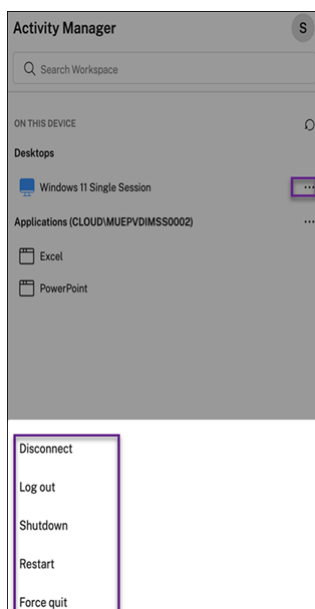 Activity Manager
S
Search Workspace
ON THIS DEVICE
Desktops
Windows 11 Single Session
Applications (CLOUD\MUEPVDIMSS0002)
Excel
PowerPoint
Disconnect
Log out
Shutdown
Restart
Force quit